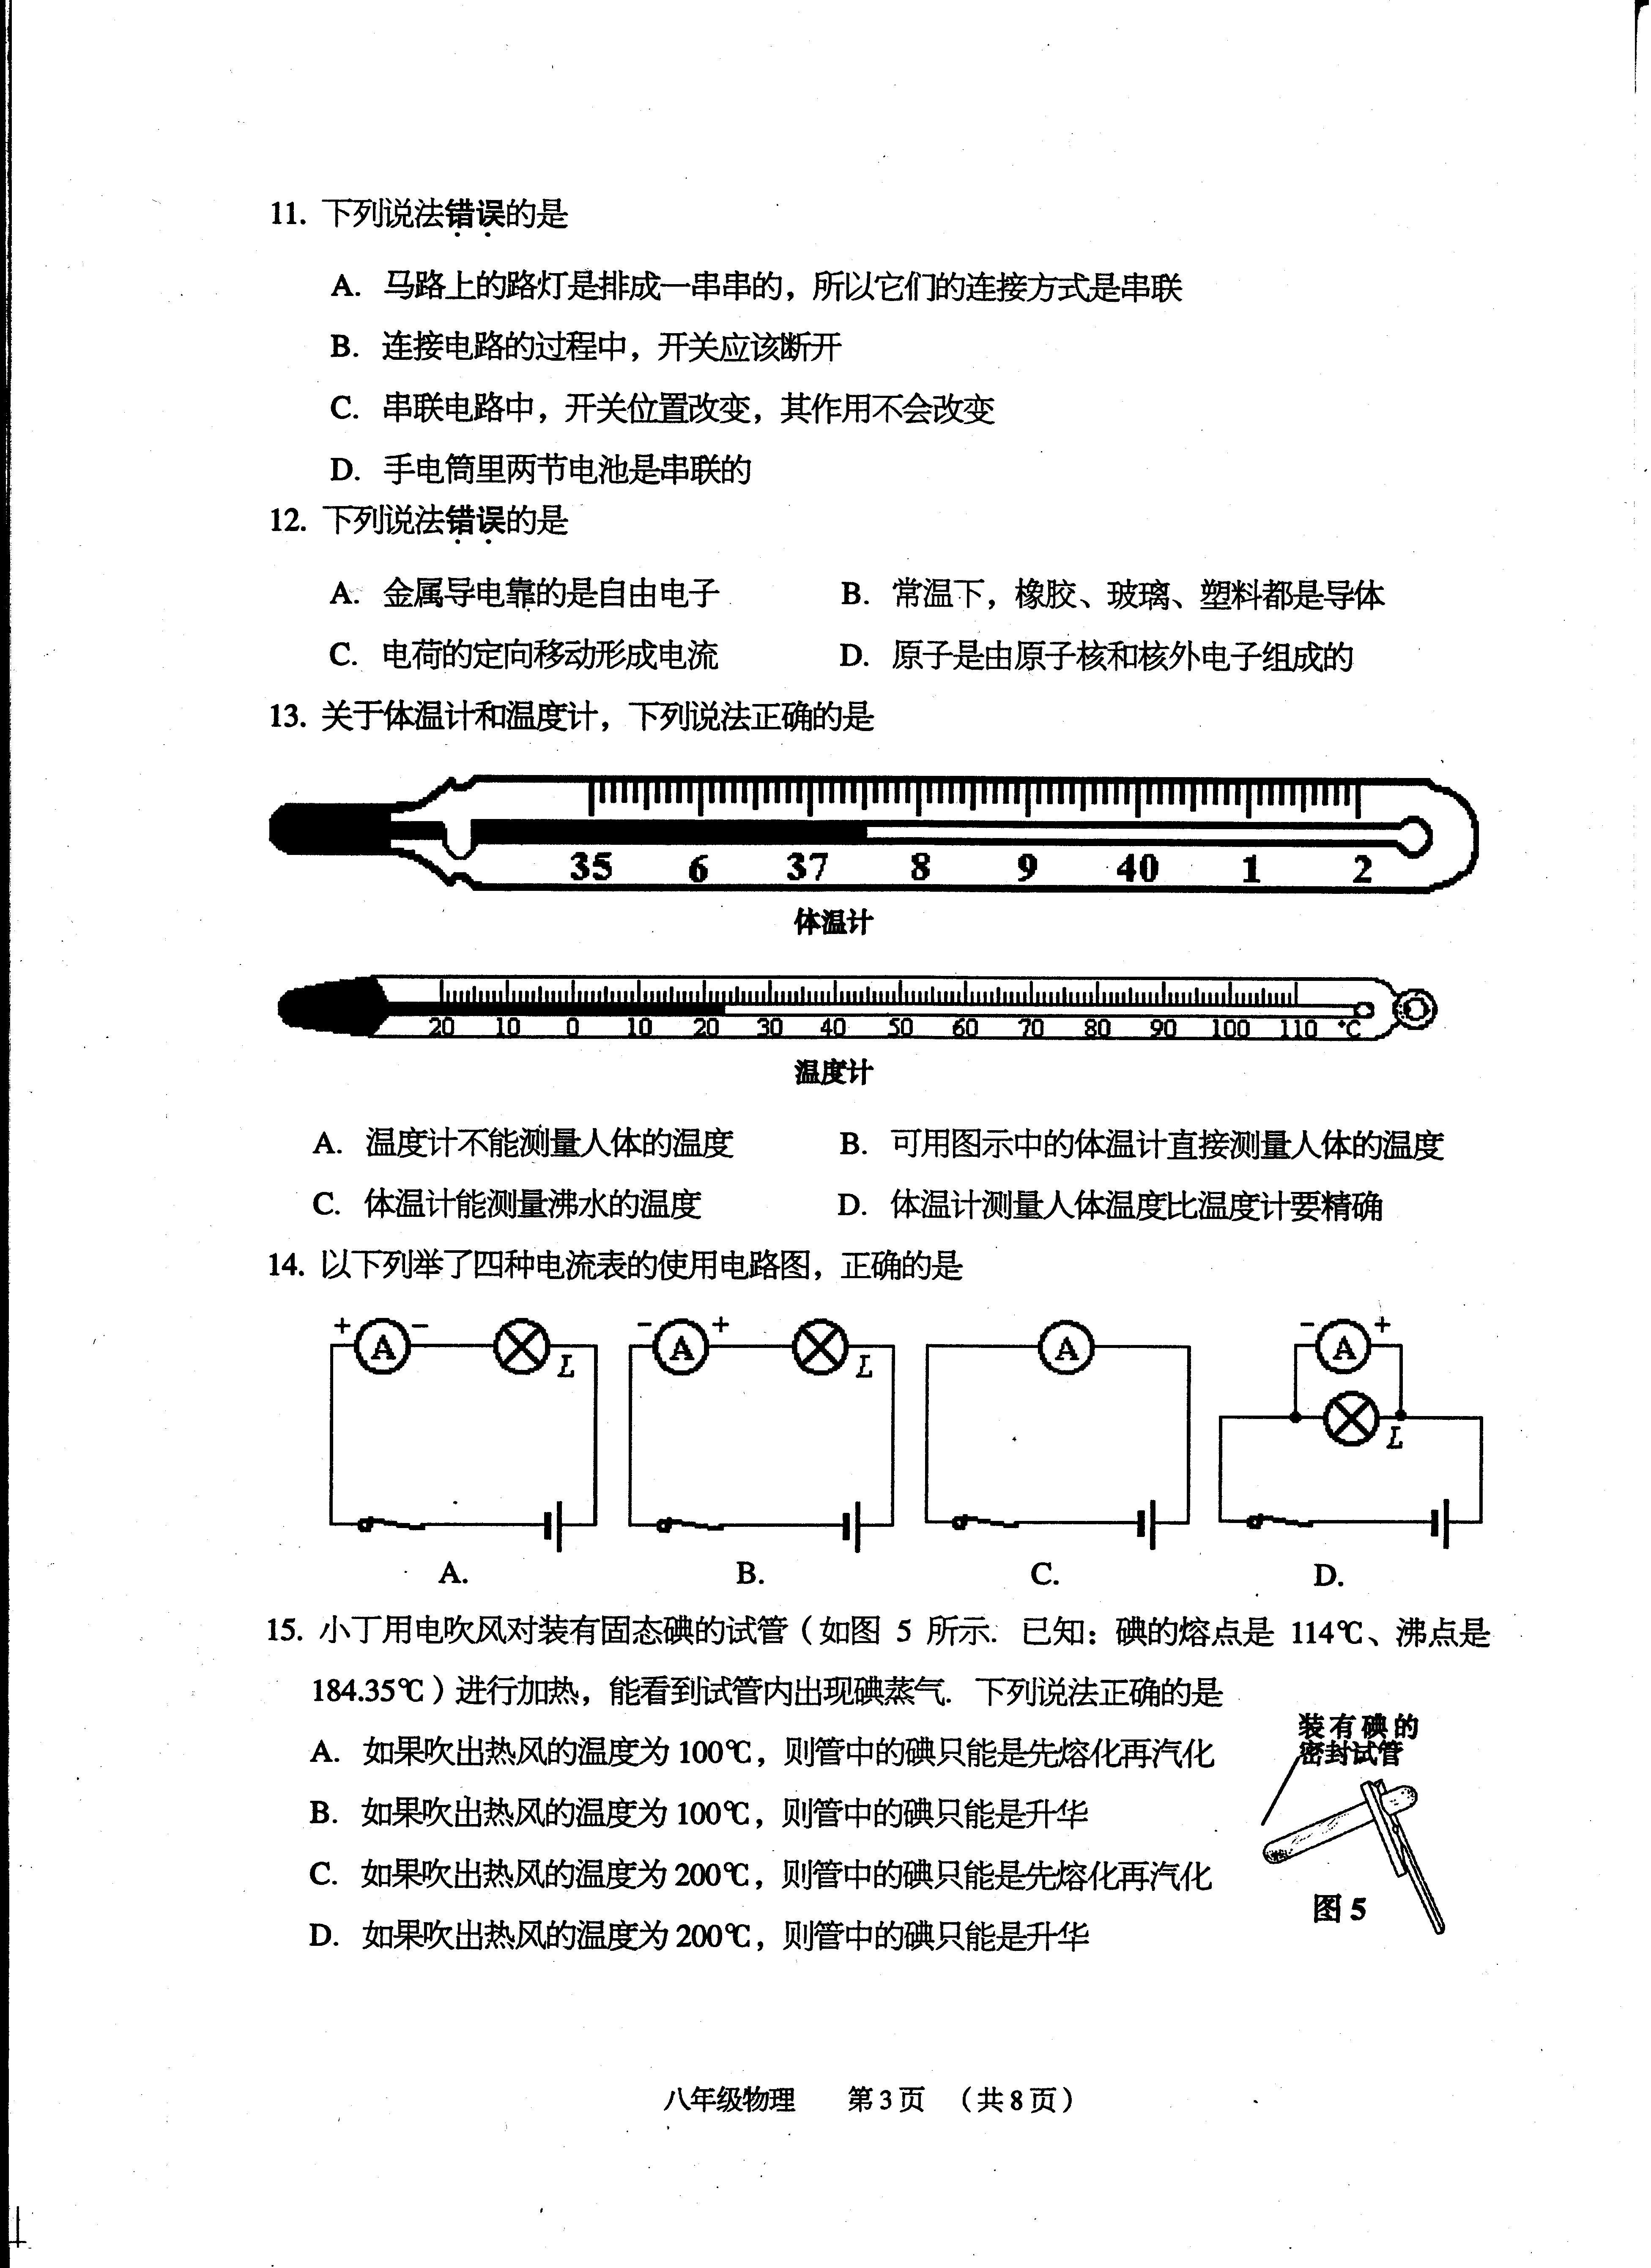 11. 下列说法错误的是
A. 马路上的路灯是排成一串串的，所以它们的连接方式是串联
B. 连接电路的过程中，开关应该断开
C. 串联电路中，开关位置改变，其作用不会改变
D. 手电筒里两节电池是串联的
12. 下列说法错误的是
A. 金属导电靠的是自由电子 B. 常温下，橡胶、玻璃、塑料都是导体
C. 电荷的定向移动形成电流 D. 原子是由原子核和核外电子组成的
13. 关于体温计和温度计，下列说法正确的是
35 6 37 8 9 40 1 2
体温计
20 10 0 10 20 30 40 50 60 70 80 90 100 110 °C
温度计
A. 温度计不能测量人体的温度 B. 可用图示中的体温计直接测量人体的温度
C. 体温计能测量沸水的温度 D. 体温计测量人体温度比温度计要精确
14. 以下列举了四种电流表的使用电路图，正确的是
+ A - L - A + L A - A + L
A. B. C. D.
15. 小丁用电吹风对装有固态碘的试管（如图 5 所示. 已知：碘的熔点是 114℃、沸点是
184.35℃）进行加热，能看到试管内出现碘蒸气. 下列说法正确的是
A. 如果吹出热风的温度为 100℃，则管中的碘只能是先熔化再汽化
B. 如果吹出热风的温度为 100℃，则管中的碘只能是升华
C. 如果吹出热风的温度为 200℃，则管中的碘只能是先熔化再汽化
D. 如果吹出热风的温度为 200℃，则管中的碘只能是升华
装有碘的
密封试管
图 5
八年级物理 第 3 页 （共 8 页）